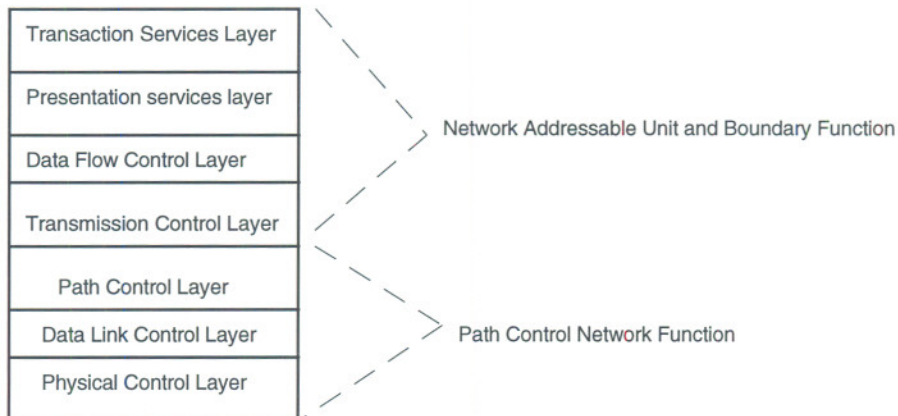 Transaction Services Layer
Presentation services layer
Network Addressable Unit and Boundary Function
Data Flow Control Layer
Transmission Control Layer
Path Control Layer
Data Link Control Layer
Path Control Network Function
Physical Control Layer